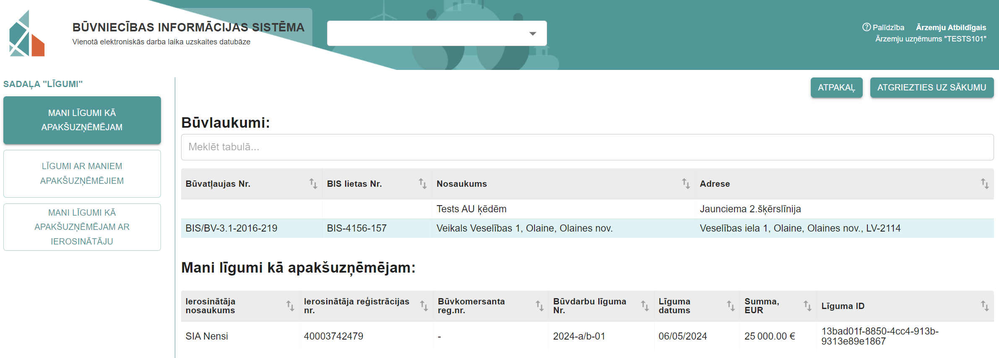 BŪVNIECĪBAS INFORMĀCIJAS SISTĒMA
Vienotā elektroniskās darba laika uzskaites datubāze
Palīdzība Ārzemju Atbildīgais
Ārzemju uzņēmums "TESTS101"
SADAĻA "LĪGUMI"
MANI LĪGUMI KĀ
APAKŠUZŅĒMĒJAM
LĪGUMI AR MANIEM
APAKŠUZŅĒMĒJIEM
MANI LĪGUMI KĀ
APAKŠUZŅĒMĒJAM AR
IEROSINĀTĀJU
ATPAKAĻ ATGRIEZTIES UZ SĀKUMU
Būvlaukumi:
Meklēt tabulā...
Būvatļaujas Nr. BIS lietas Nr. Nosaukums Adrese
Tests AU ķēdēm Jaunciema 2.šķērslīnija
BIS/BV-3.1-2016-219 BIS-4156-157 Veikals Veselības 1, Olaine, Olaines nov. Veselības iela 1, Olaine, Olaines nov., LV-2114
Mani līgumi kā apakšuzņēmējam:
Ierosinātāja
nosaukums
Ierosinātāja reģistrācijas
nr.
Būvkomersanta
reg.nr.
Būvdarbu līguma
Nr.
Līguma
datums
Summa,
EUR
Līguma ID
SIA Nensi 40003742479 - 2024-a/b-01 06/05/2024 25 000.00 € 13bad01f-8850-4cc4-913b-
9313e89e1867